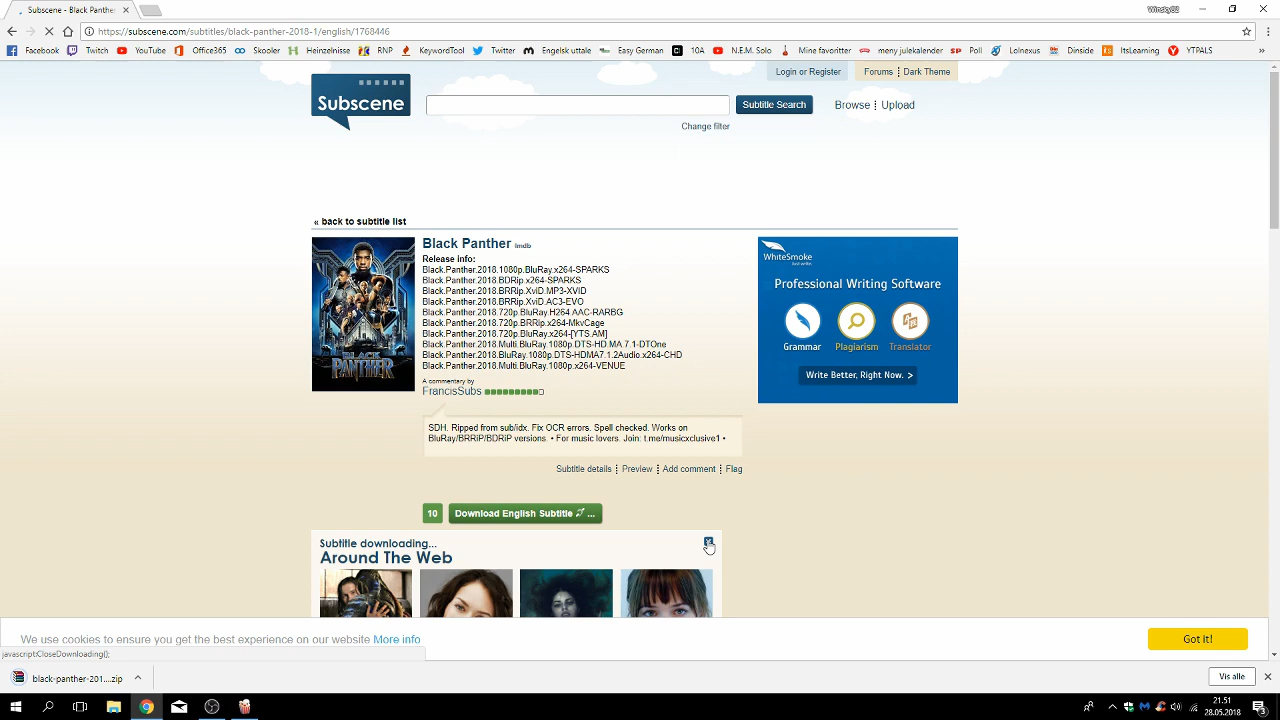 Subscene - Black Panther
Winsky02
https://subscene.com/subtitles/black-panther-2018-1/english/1768446
Facebook
Twitch
YouTube
Office365
Skooler
Heinzelnisse
RNP
KeywordTool
Twitter
Engelsk uttale
Easy German
10A
N.E.M. Solo
Mine favoritter
meny julekalender
SP Poli
Lolnexus
Dinside
ItsLearning
YTPALS
Login or Register
Forums
Dark Theme
Subscene
Subtitle Search
Browse
Upload
Change filter
« back to subtitle list
Black Panther Imdb
Release info:
Black.Panther.2018.1080p.BluRay.x264-SPARKS
Black.Panther.2018.BDRip.x264-SPARKS
Black.Panther.2018.BRRip.XviD.MP3-XVID
Black.Panther.2018.BRRip.XviD.AC3-EVO
Black.Panther.2018.720p.BluRay.H264.AAC-RARBG
Black.Panther.2018.720p.BRRip.x264-MkvCage
Black.Panther.2018.720p.BluRay.x264-[YTS.AM]
Black.Panther.2018.Multi.BluRay.1080p.DTS-HD.MA.7.1-DTOne
Black.Panther.2018.BluRay.1080p.DTS-HDMA7.1.2Audio.x264-CHD
Black.Panther.2018.Multi.BluRay.1080p.x264-VENUE
BLACK PANTHER
A commentary by
FrancisSubs
SDH. Ripped from sub/idx. Fix OCR errors. Spell checked. Works on
BluRay/BRRiP/BDRIP versions. • For music lovers. Join: t.me/musicxclusive1 •
Subtitle details
Preview
Add comment
Flag
10
Download English Subtitle ...
WhiteSmoke
Just write.
Professional Writing Software
Grammar
Plagiarism
Translator
Write Better, Right Now. >
Subtitle downloading...
Around The Web
We use cookies to ensure you get the best experience on our website More info
Got it!
javascript:CloseDownloading();
black-panther-201....zip
Vis alle
21.51
28.05.2018